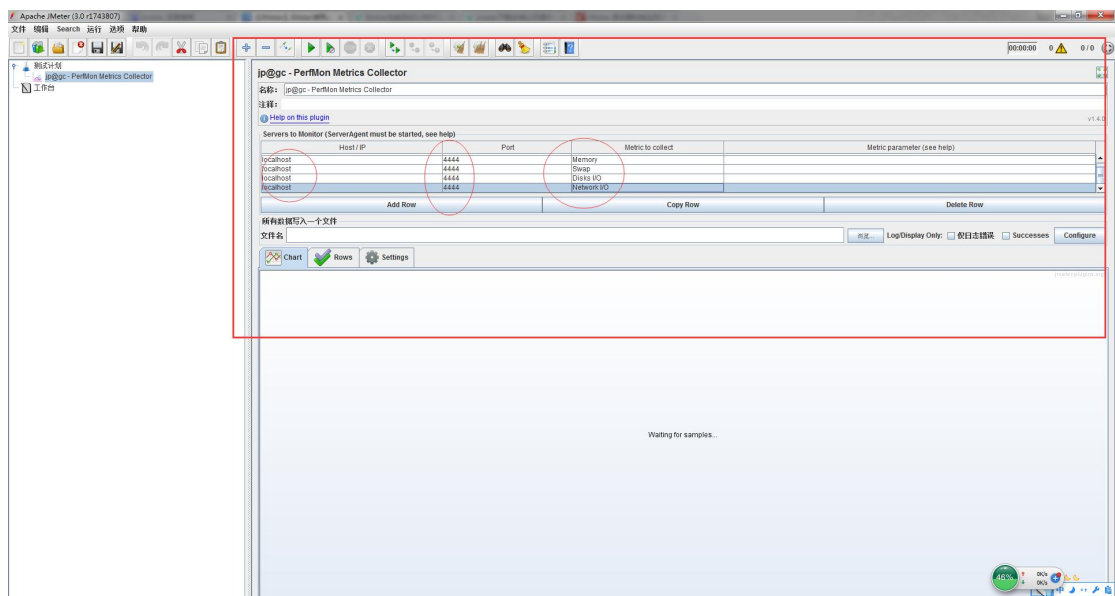 Apache JMeter (3.0 r1743807)
文件 编辑 Search 运行 选项 帮助
00:00:00 0 0 / 0
测试计划
jp@gc - PerfMon Metrics Collector
工作台
jp@gc - PerfMon Metrics Collector
名称: jp@gc - PerfMon Metrics Collector
注释:
Help on this plugin v1.4.0
Servers to Monitor (ServerAgent must be started, see help)
Host / IP Port Metric to collect Metric parameter (see help)
localhost 4444 Memory
localhost 4444 Swap
localhost 4444 Disks I/O
localhost 4444 Network I/O
Add Row Copy Row Delete Row
所有数据写入一个文件
文件名 浏览... Log/Display Only: 仅日志错误 Successes Configure
Chart Rows Settings
jmeter-plugins.org
Waiting for samples...
46% 0K/s
0K/s
中